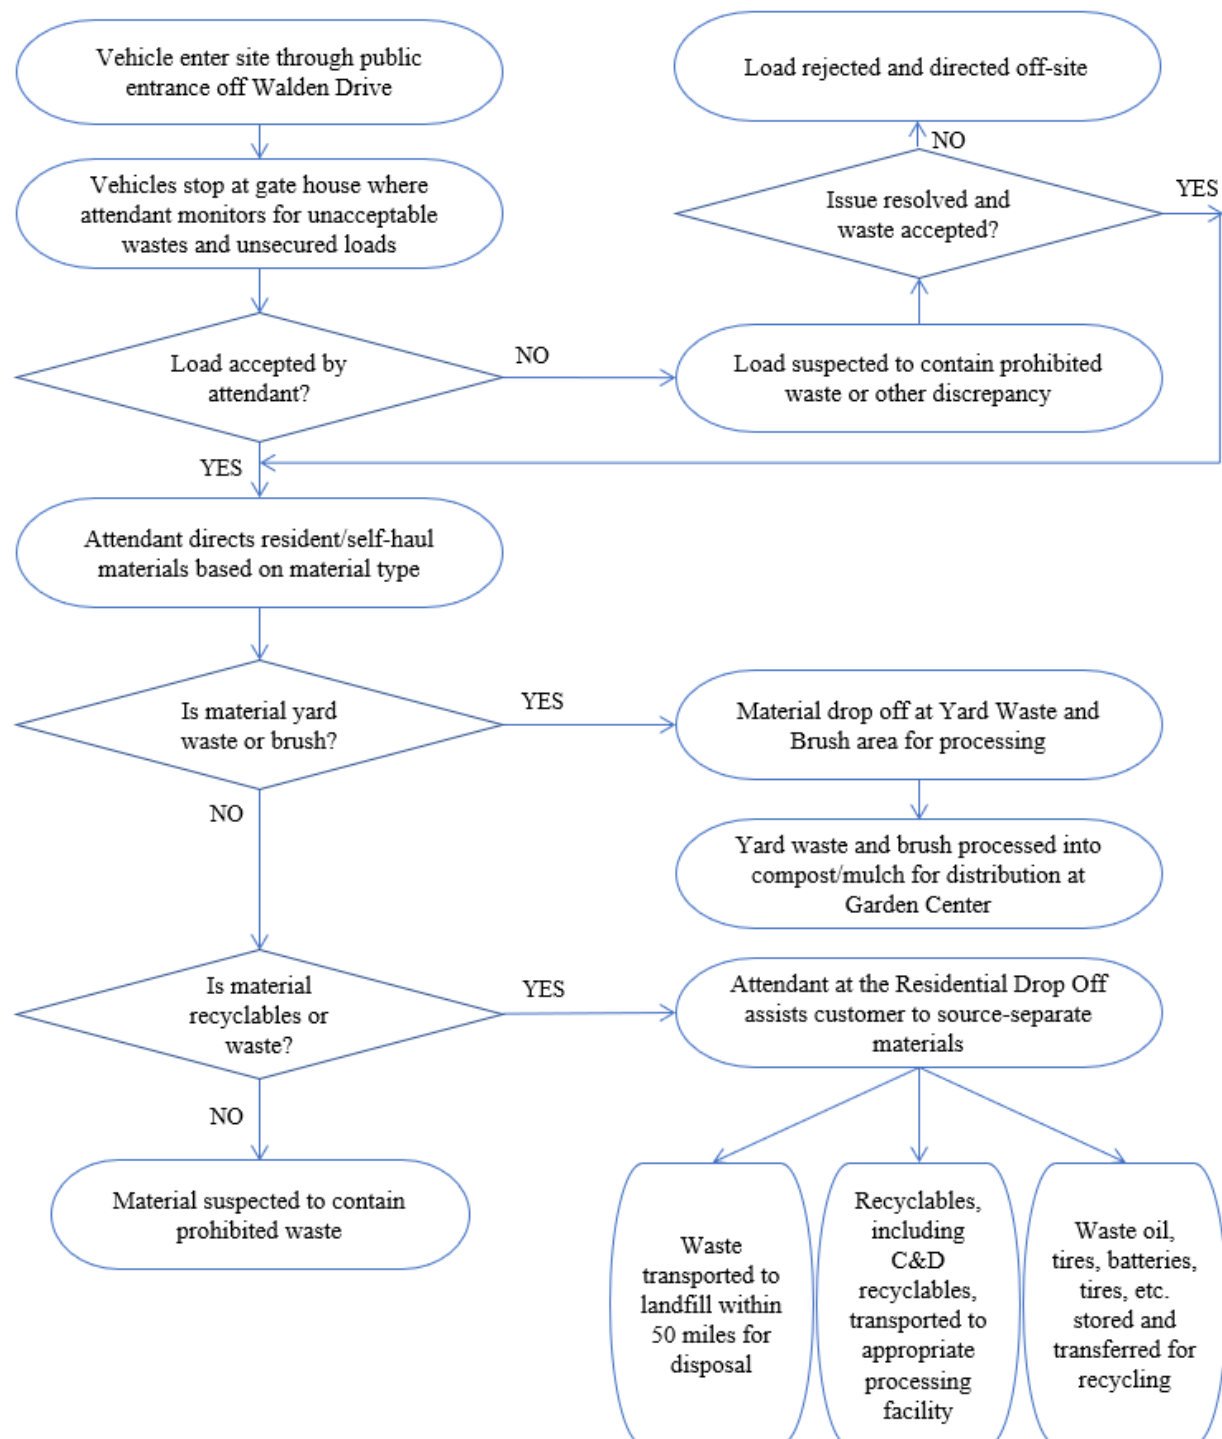 Vehicle enter site through public
entrance off Walden Drive
Load rejected and directed off-site
NO
Vehicles stop at gate house where
attendant monitors for unacceptable
wastes and unsecured loads
Issue resolved and
waste accepted?
YES
Load accepted by
attendant?
NO
Load suspected to contain prohibited
waste or other discrepancy
YES
Attendant directs resident/self-haul
materials based on material type
Is material yard
waste or brush?
YES
Material drop off at Yard Waste and
Brush area for processing
NO
Yard waste and brush processed into
compost/mulch for distribution at
Garden Center
Is material
recyclables or
waste?
YES
Attendant at the Residential Drop Off
assists customer to source-separate
materials
NO
Material suspected to contain
prohibited waste
Waste
transported to
landfill within
50 miles for
disposal
Recyclables,
including
C&D
recyclables,
transported to
appropriate
processing
facility
Waste oil,
tires, batteries,
tires, etc.
stored and
transferred for
recycling